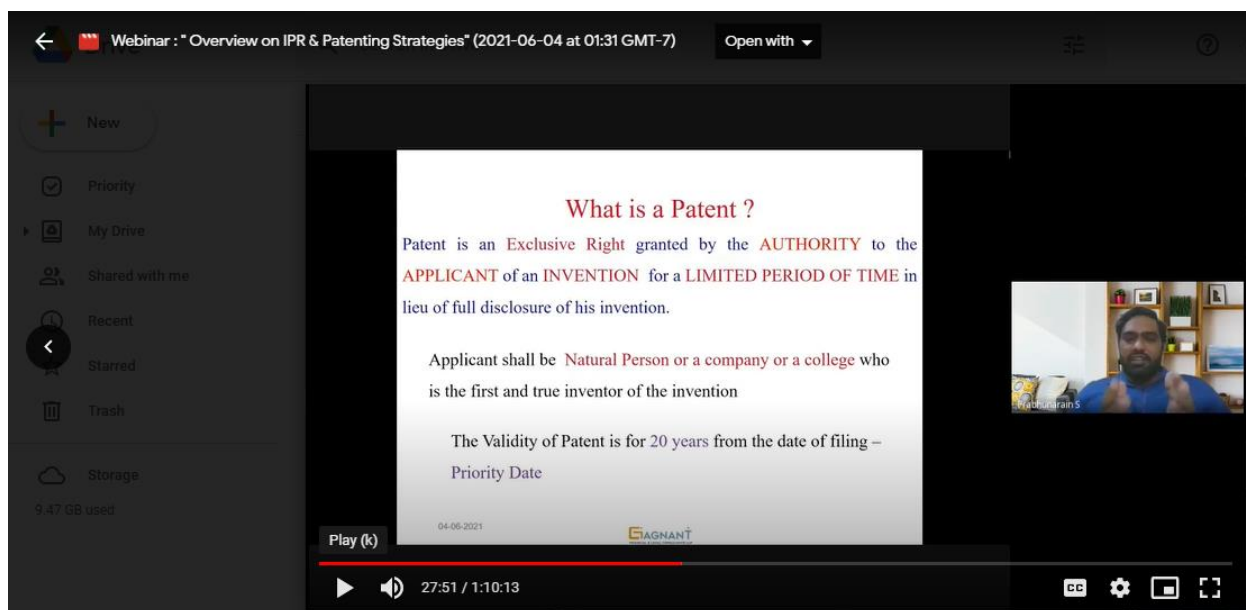 Webinar : " Overview on IPR & Patenting Strategies" (2021-06-04 at 01:31 GMT-7)
Open with
New
Priority
My Drive
Shared with me
Recent
Starred
Trash
Storage
9.47 GB used
What is a Patent ?
Patent is an Exclusive Right granted by the AUTHORITY to the
APPLICANT of an INVENTION for a LIMITED PERIOD OF TIME in
lieu of full disclosure of his invention.
Applicant shall be Natural Person or a company or a college who
is the first and true inventor of the invention
The Validity of Patent is for 20 years from the date of filing –
Priority Date
04-06-2021
GAGNANT
Prabhunarain S
Play (k)
27:51 / 1:10:13
CC